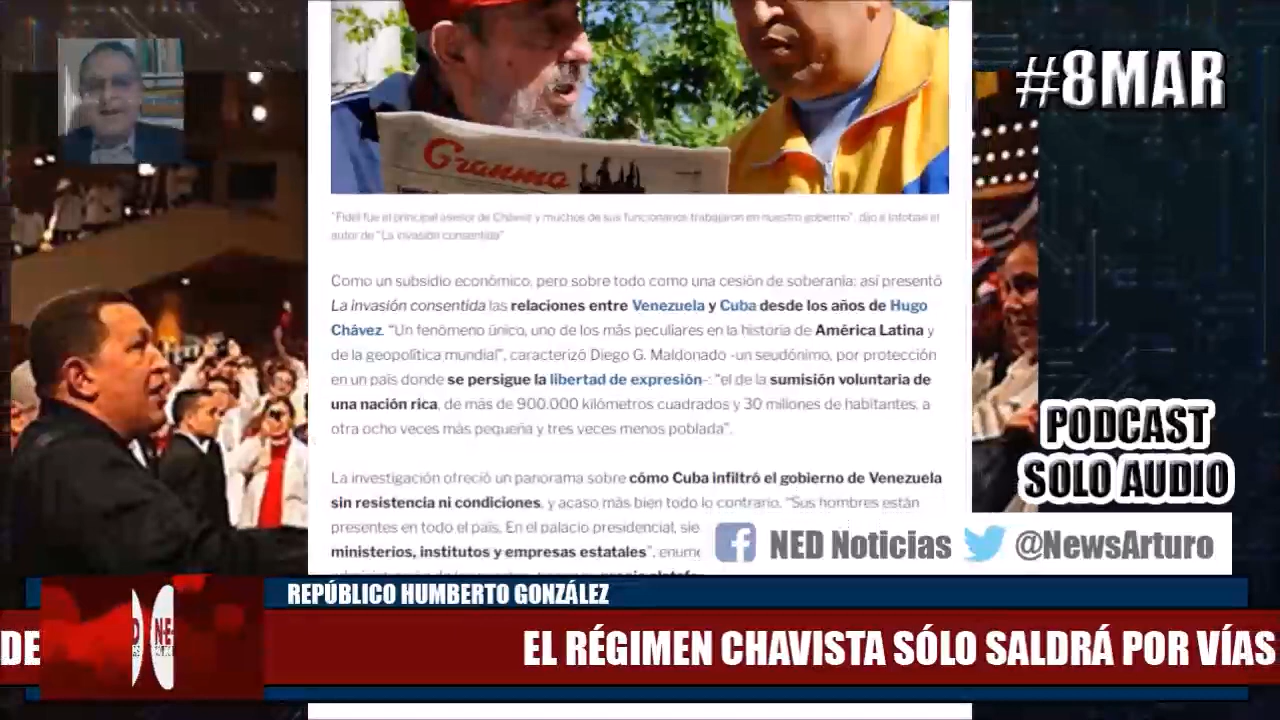 #8MAR
Granma
"Fidel fue el principal asesor de Chávez y muchos de sus funcionarios trabajaron en nuestro gobierno", dijo a Infobae el
autor de "La invasión consentida"
Como un subsidio económico, pero sobre todo como una cesión de soberanía: así presentó
La invasión consentida las relaciones entre Venezuela y Cuba desde los años de Hugo
Chávez. "Un fenómeno único, uno de los más peculiares en la historia de América Latina y
de la geopolítica mundial", caracterizó Diego G. Maldonado -un seudónimo, por protección
en un país donde se persigue la libertad de expresión-: "el de la sumisión voluntaria de
una nación rica, de más de 900.000 kilómetros cuadrados y 30 millones de habitantes, a
otra ocho veces más pequeña y tres veces menos poblada".
La investigación ofreció un panorama sobre cómo Cuba infiltró el gobierno de Venezuela
sin resistencia ni condiciones, y acaso más bien todo lo contrario. "Sus hombres están
presentes en todo el país. En el palacio presidencial, sie
ministerios, institutos y empresas estatales", enume
PODCAST
SOLO AUDIO
NED Noticias @NewsArturo
REPÚBLICO HUMBERTO GONZÁLEZ
DE EL RÉGIMEN CHAVISTA SÓLO SALDRÁ POR VÍAS